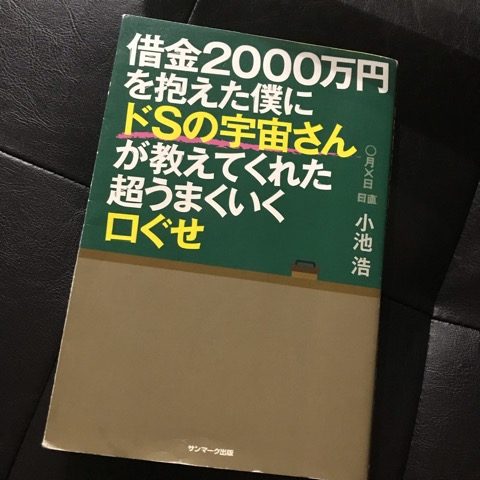 借金2000万円
を抱えた僕に
ドSの宇宙さん
が教えてくれた
超うまくいく
口ぐせ
〇月×日
日直
小池 浩
サンマーク出版